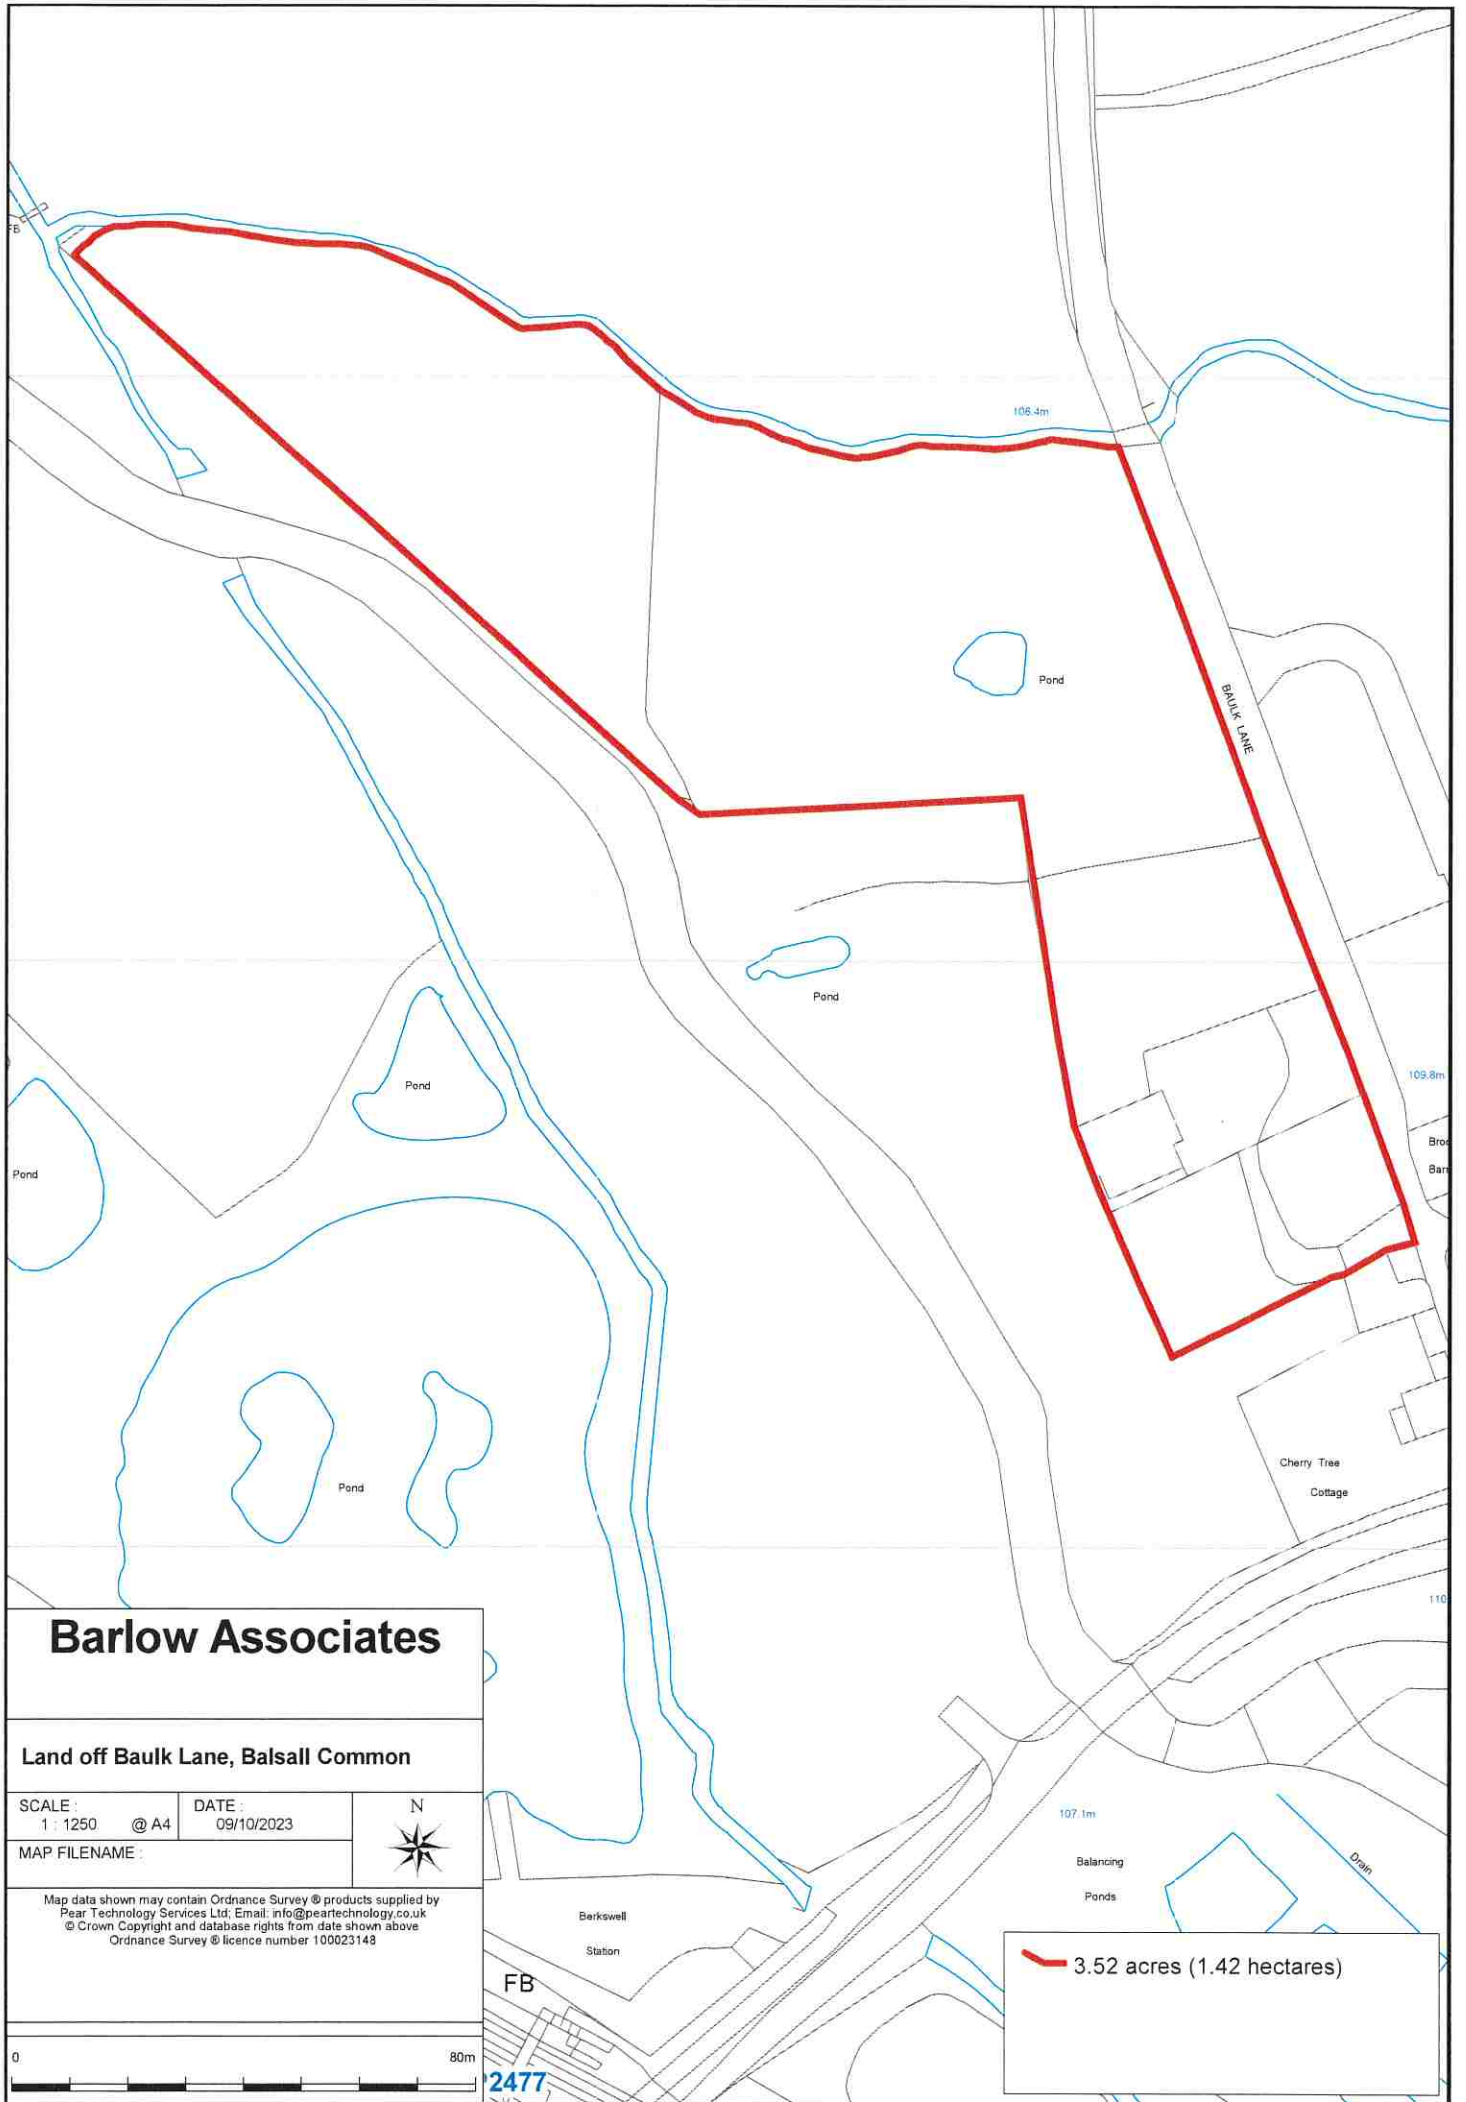 FB
106.4m
Pond
BAULK LANE
Pond
Pond
109.8m
Pond
Pond
Cherry Tree
Cottage
110
Barlow Associates
Land off Baulk Lane, Balsall Common
SCALE :
1 : 1250 @ A4
DATE :
09/10/2023
N
MAP FILENAME :
Map data shown may contain Ordnance Survey ® products supplied by
Pear Technology Services Ltd; Email: info@peartechnology.co.uk
© Crown Copyright and database rights from date shown above
Ordnance Survey ® licence number 100023148
0 80m
107.1m
Balancing
Ponds
Drain
Berkswell
Station
FB
2477
3.52 acres (1.42 hectares)